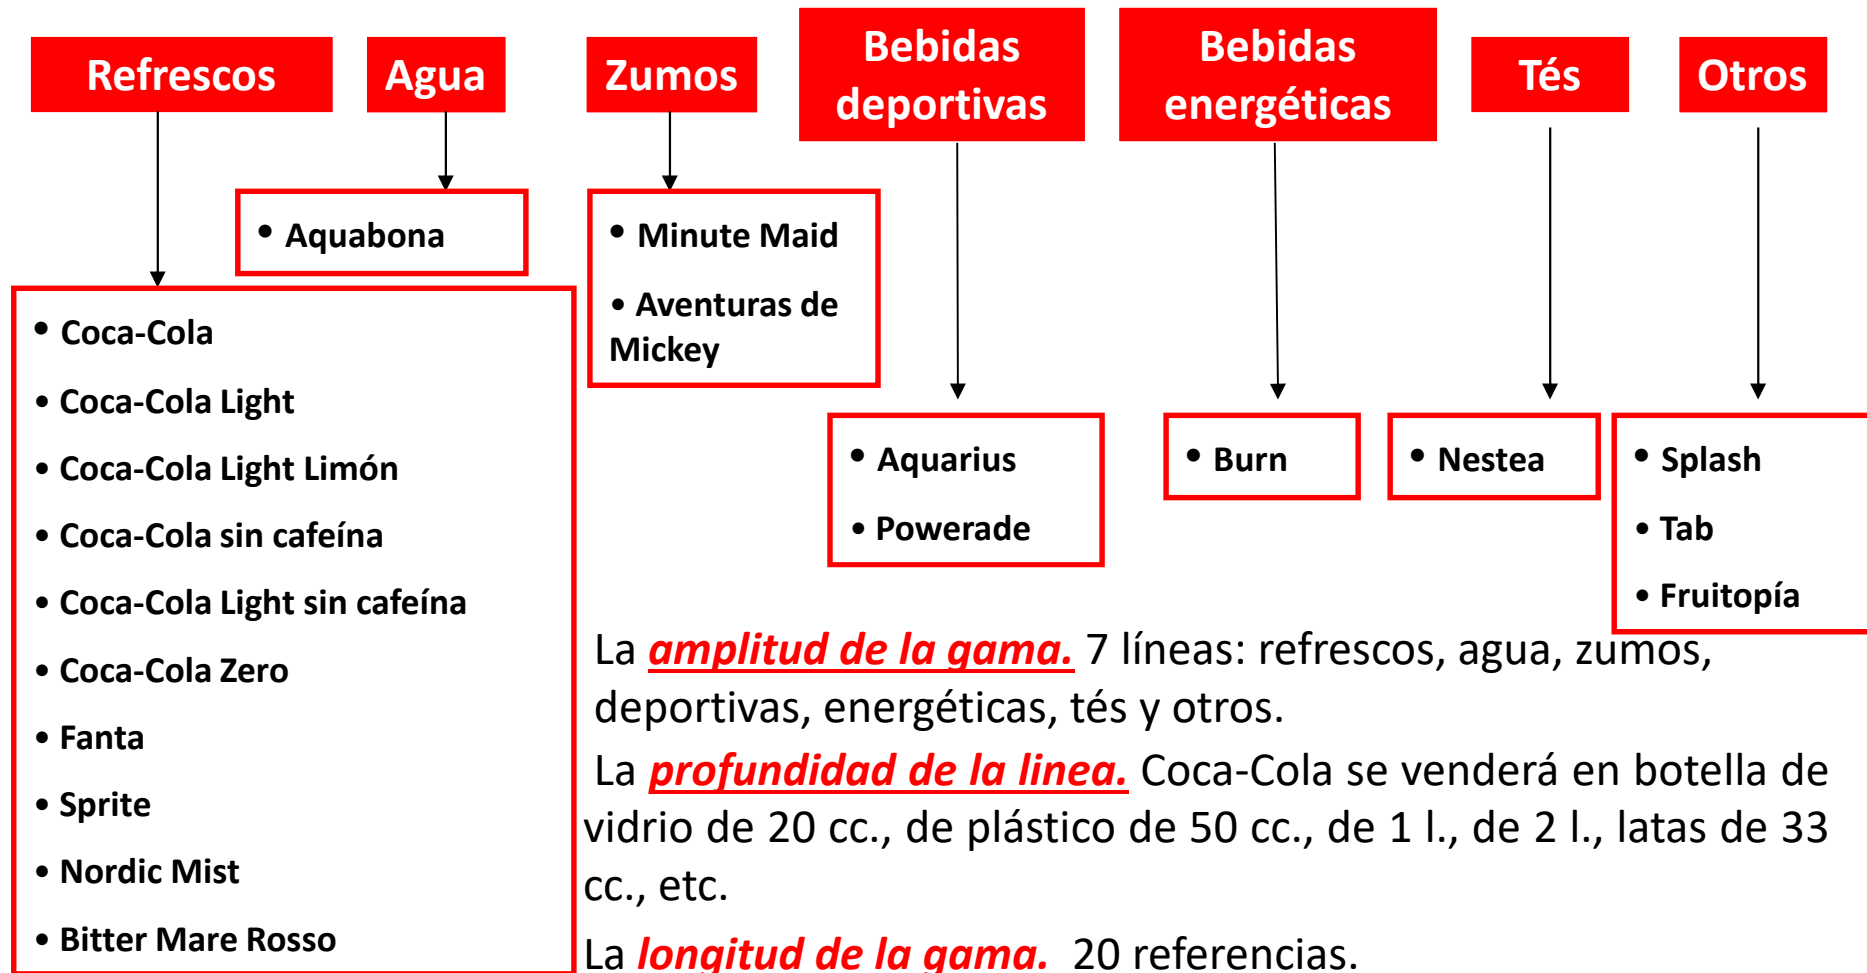 Refrescos
Agua
Zumos
Bebidas
deportivas
Bebidas
energéticas
Tés
Otros
• Aquabona
• Minute Maid
• Aventuras de
Mickey
• Coca-Cola
• Coca-Cola Light
• Coca-Cola Light Limón
• Coca-Cola sin cafeína
• Coca-Cola Light sin cafeína
• Coca-Cola Zero
• Fanta
• Sprite
• Nordic Mist
• Bitter Mare Rosso
• Aquarius
• Powerade
• Burn
• Nestea
• Splash
• Tab
• Fruitopía
La amplitud de la gama. 7 líneas: refrescos, agua, zumos,
deportivas, energéticas, tés y otros.
La profundidad de la linea. Coca-Cola se venderá en botella de
vidrio de 20 cc., de plástico de 50 cc., de 1 l., de 2 l., latas de 33
cc., etc.
La longitud de la gama. 20 referencias.